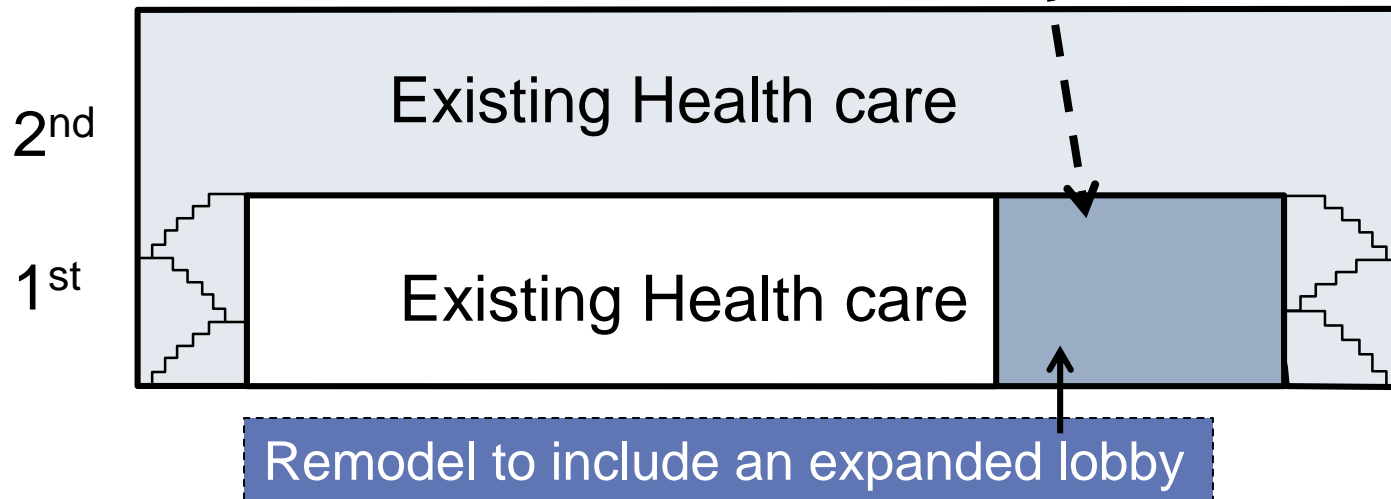 Existing Health care
2nd
1st
Existing Health care
Remodel to include an expanded lobby